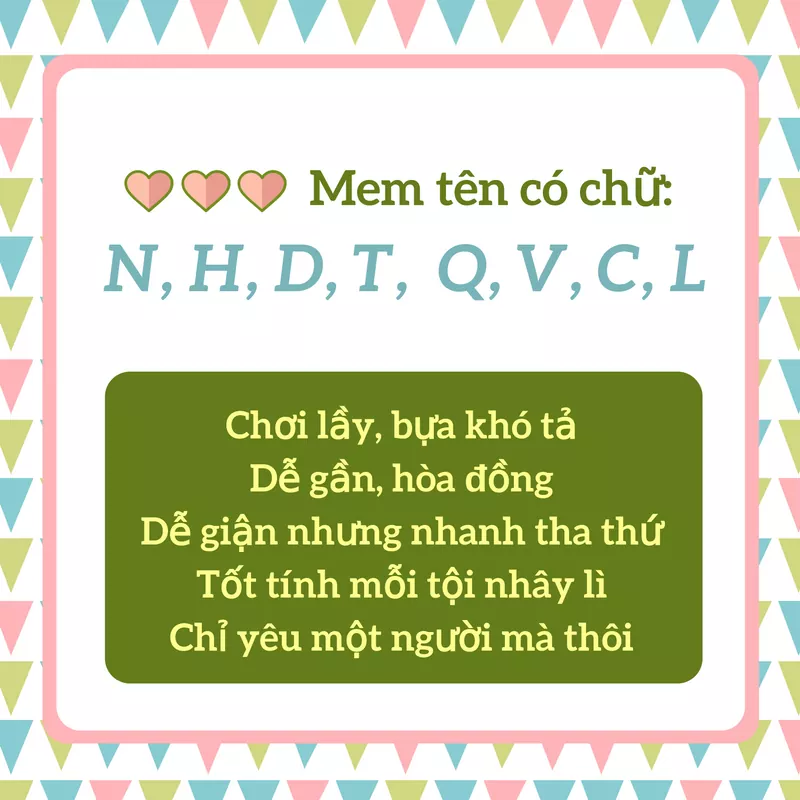 Mem tên có chữ:
N, H, D, T, Q, V, C, L
Chơi lầy, bựa khó tả
Dễ gần, hòa đồng
Dễ giận nhưng nhanh tha thứ
Tốt tính mỗi tội nhây lì
Chỉ yêu một người mà thôi